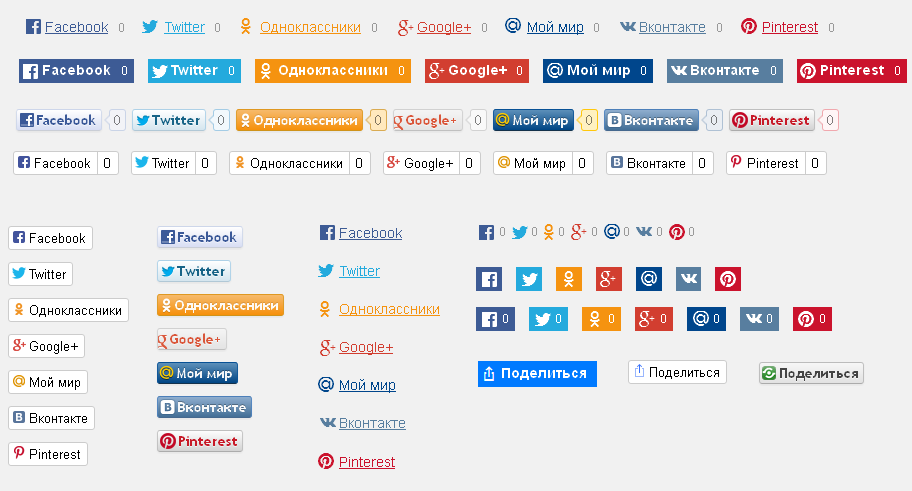 Facebook 0 Twitter 0 Одноклассники 0 Google+ 0 Мой мир 0 Вконтакте 0 Pinterest 0
Facebook 0 Twitter 0 Одноклассники 0 Google+ 0 Мой мир 0 Вконтакте 0 Pinterest 0
Facebook 0 Twitter 0 Одноклассники 0 Google+ 0 Мой мир 0 Вконтакте 0 Pinterest 0
Facebook 0 Twitter 0 Одноклассники 0 Google+ 0 Мой мир 0 Вконтакте 0 Pinterest 0
Facebook
Twitter
Одноклассники
Google+
Мой мир
Вконтакте
Pinterest
Facebook
Twitter
Одноклассники
Google+
Мой мир
Вконтакте
Pinterest
Facebook
Twitter
Одноклассники
Google+
Мой мир
Вконтакте
Pinterest
0 0 0 0 0 0 0
0 0 0 0 0 0 0
Поделиться Поделиться Поделиться